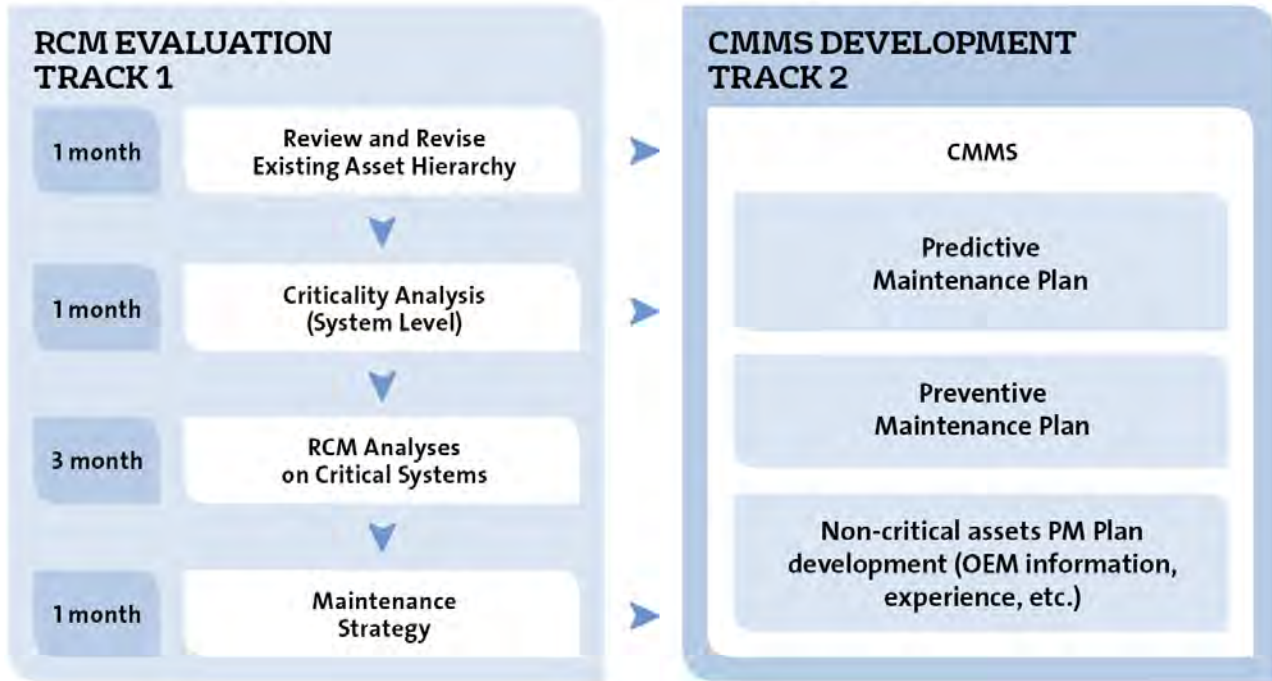 RCM EVALUATION
TRACK 1
1 month
Review and Revise
Existing Asset Hierarchy
1 month
Criticality Analysis
(System Level)
3 month
RCM Analyses
on Critical Systems
1 month
Maintenance
Strategy
CMMS DEVELOPMENT
TRACK 2
CMMS
Predictive
Maintenance Plan
Preventive
Maintenance Plan
Non-critical assets PM Plan
development (OEM information,
experience, etc.)